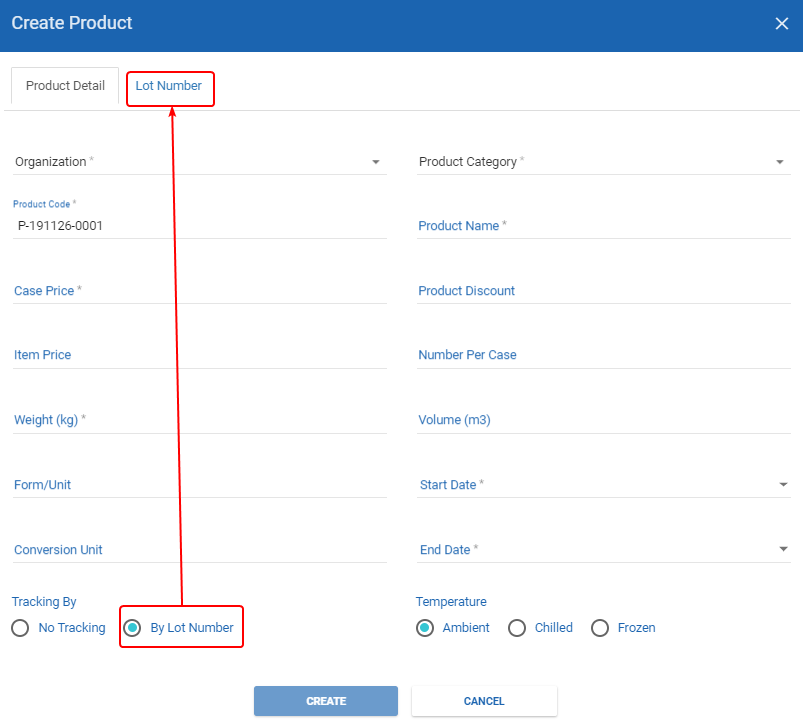 Create Product
Product Detail Lot Number
Organization * Product Category *
Product Code *
P-191126-0001 Product Name *
Case Price * Product Discount
Item Price Number Per Case
Weight (kg) * Volume (m3)
Form/Unit Start Date *
Conversion Unit End Date *
Tracking By Temperature
No Tracking By Lot Number Ambient Chilled Frozen
CREATE CANCEL